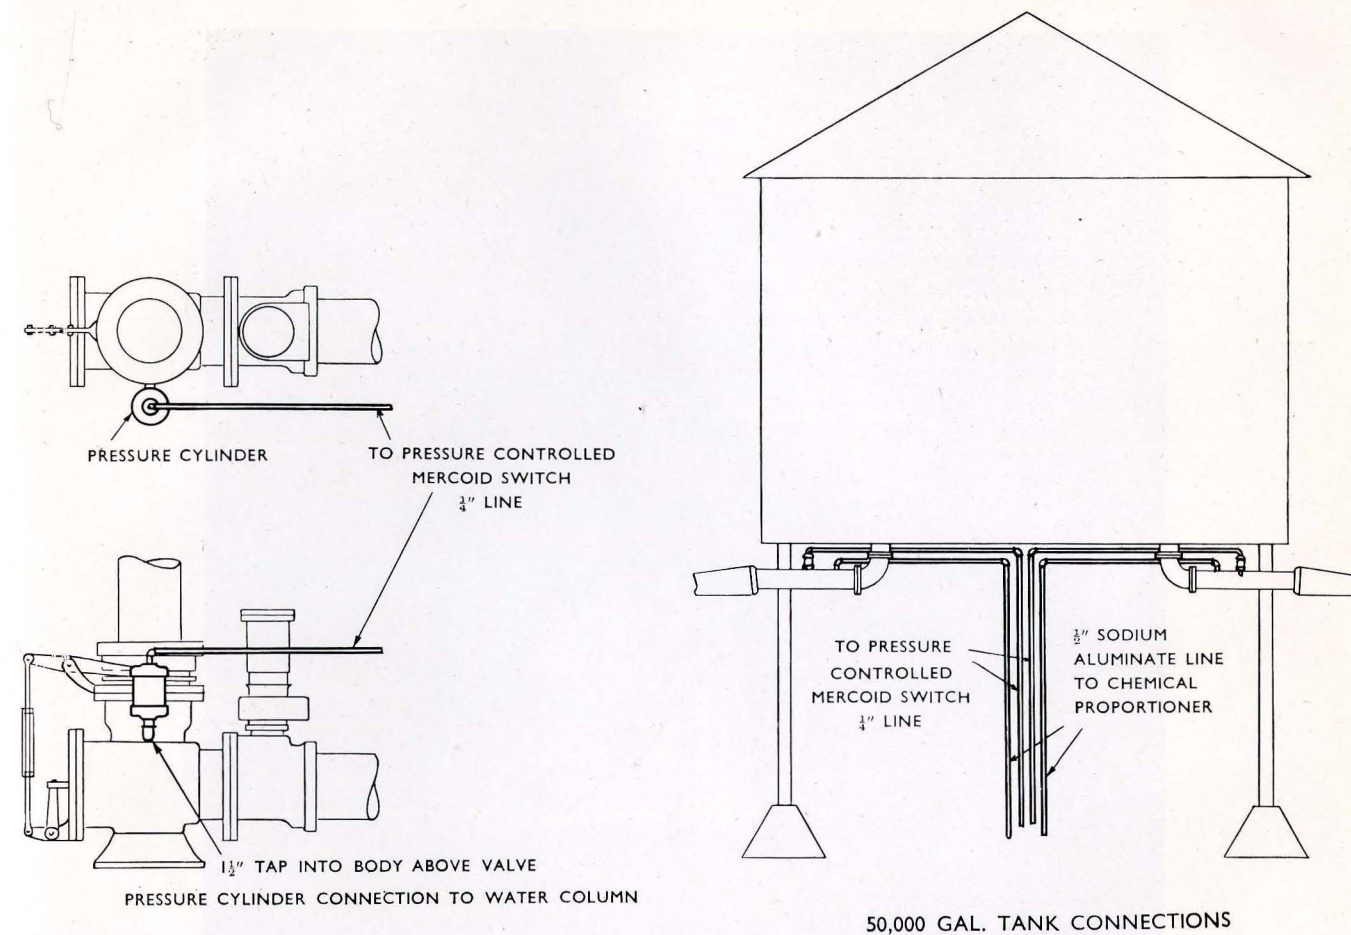 PRESSURE CYLINDER
TO PRESSURE CONTROLLED
MERCOID SWITCH
¼" LINE
1½" TAP INTO BODY ABOVE VALVE
PRESSURE CYLINDER CONNECTION TO WATER COLUMN
TO PRESSURE
CONTROLLED
MERCOID SWITCH
¼" LINE
½" SODIUM
ALUMINATE LINE
TO CHEMICAL
PROPORTIONER
50,000 GAL. TANK CONNECTIONS